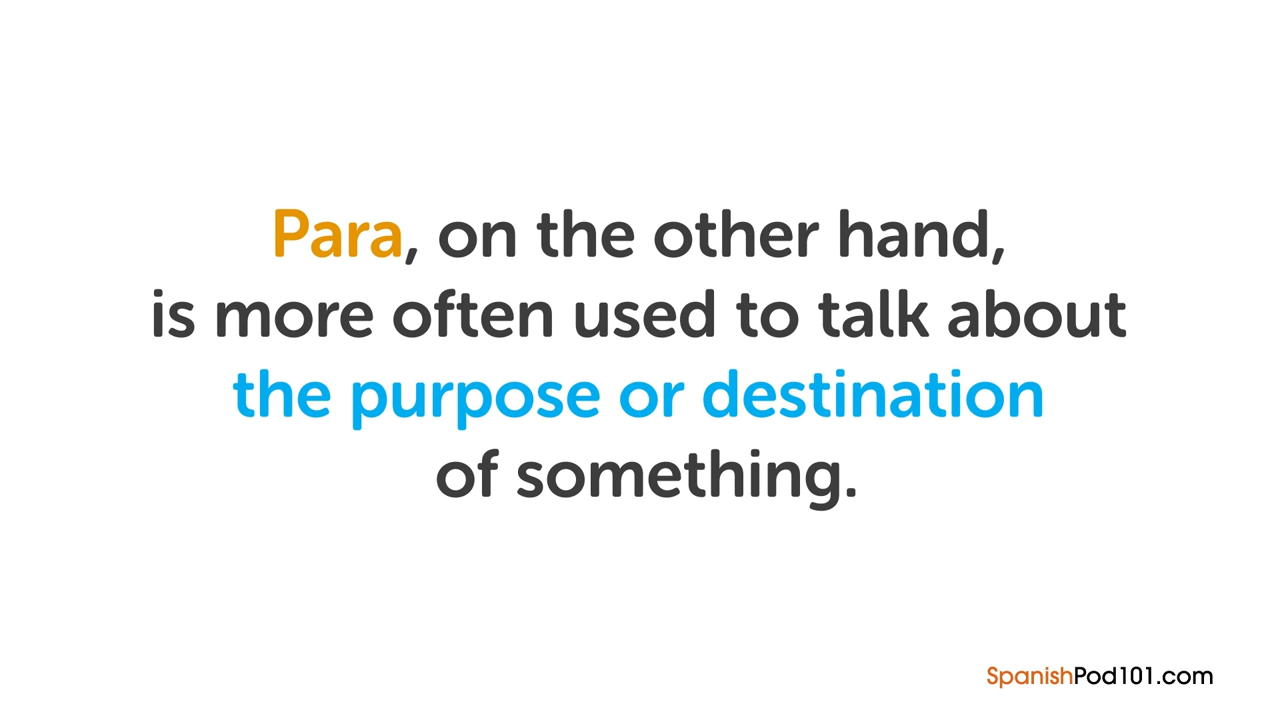 Para, on the other hand,
is more often used to talk about
the purpose or destination
of something.
SpanishPod101.com